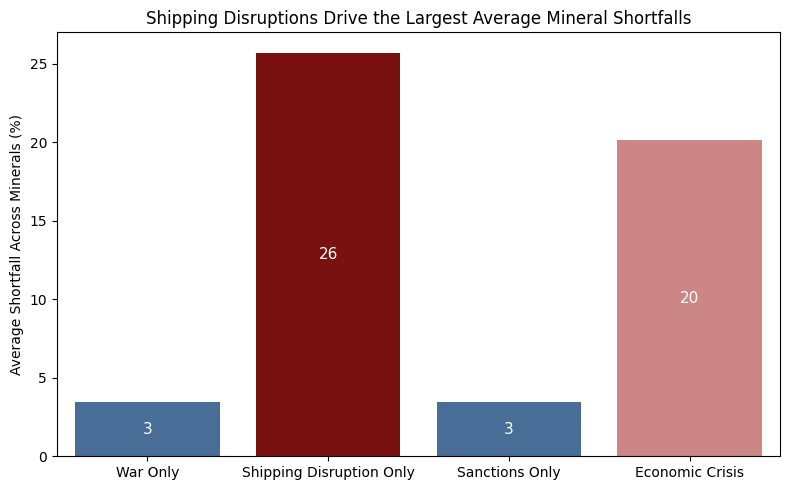 Shipping Disruptions Drive the Largest Average Mineral Shortfalls
Average Shortfall Across Minerals (%)
25
20
15
10
5
0
3
26
3
20
War Only
Shipping Disruption Only
Sanctions Only
Economic Crisis